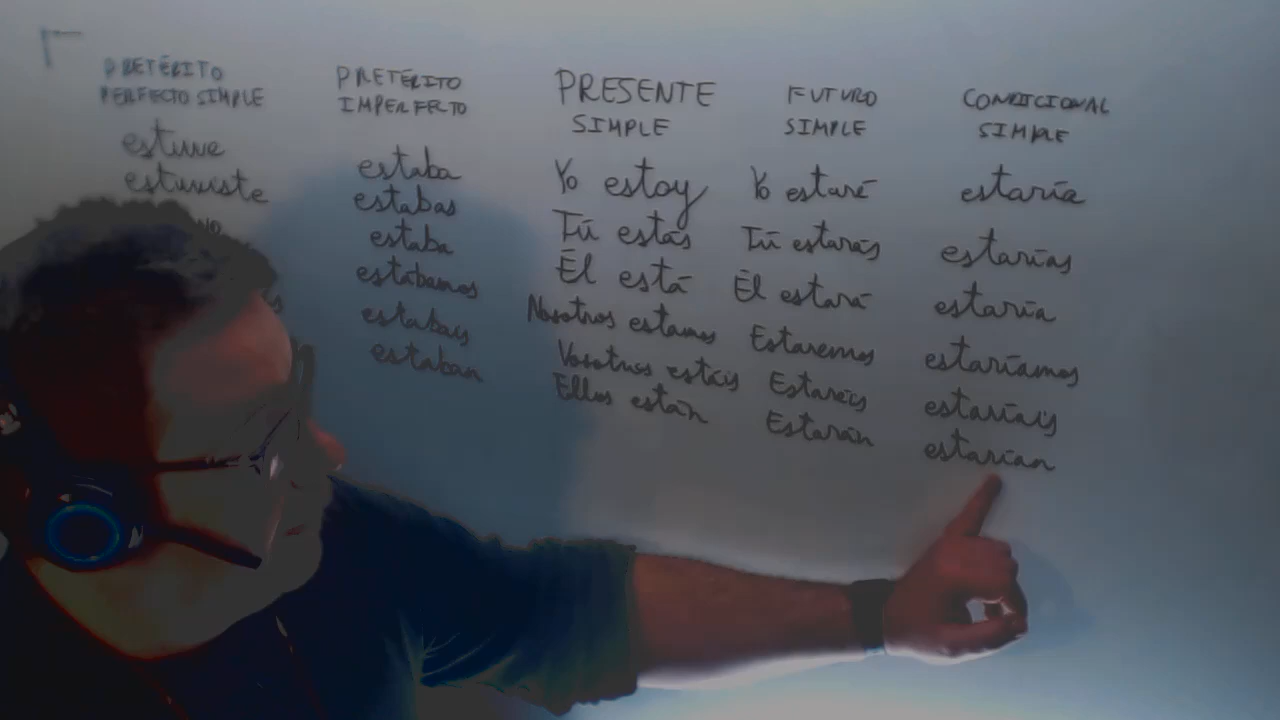 PRETÉRITO
PERFECTO SIMPLE
estuve
estuviste
PRETÉRITO
IMPERFECTO
estaba
estabas
estaba
estábamos
estabais
estaban
PRESENTE
SIMPLE
Yo estoy
Tú estás
Él está
Nosotros estamos
Vosotros estáis
Ellos están
FUTURO
SIMPLE
Yo estaré
Tú estarás
Él estará
Estaremos
Estaréis
Estarán
CONDICIONAL
SIMPLE
estaría
estarías
estaría
estaríamos
estaríais
estarían